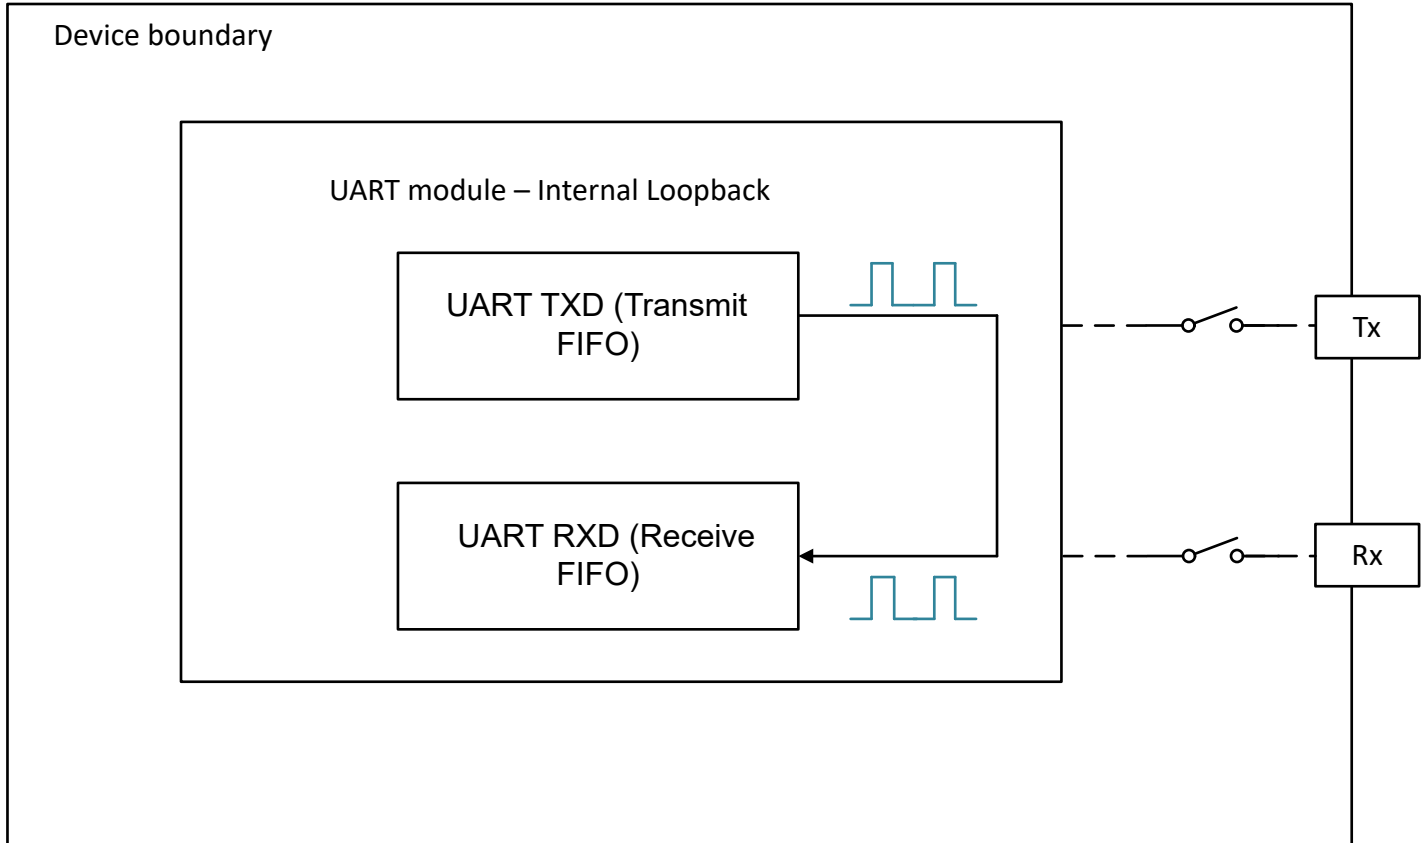 Device boundary
UART module – Internal Loopback
UART TXD (Transmit
FIFO)
Tx
UART RXD (Receive
FIFO)
Rx